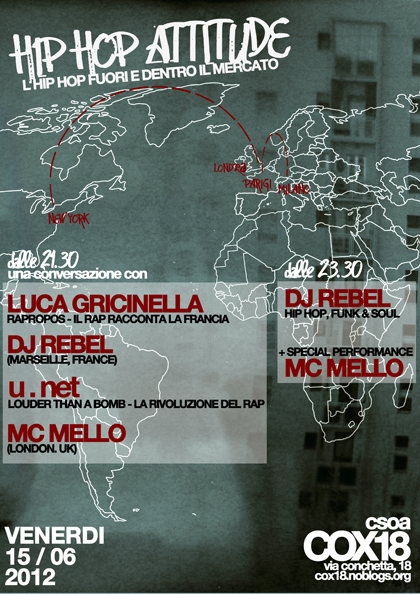 HIP HOP ATTITUDE
L'HIP HOP FUORI E DENTRO IL MERCATO
LONDRA
PARIGI
MILANO
NEW YORK
dalle 21.30
una conversazione con
LUCA GRICINELLA
RAPROPOS - IL RAP RACCONTA LA FRANCIA
DJ REBEL
(MARSEILLE, FRANCE)
u.net
LOUDER THAN A BOMB - LA RIVOLUZIONE DEL RAP
MC MELLO
(LONDON. UK)
dalle 23.30
DJ REBEL
HIP HOP, FUNK & SOUL
+ SPECIAL PERFORMANCE
MC MELLO
VENERDI
15 / 06
2012
csoa
COX18
via conchetta, 18
cox18.noblogs.org